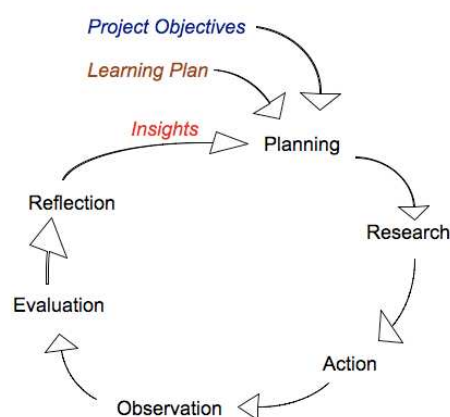 Project Objectives
Learning Plan
Insights
Planning
Reflection
Research
Evaluation
Action
Observation